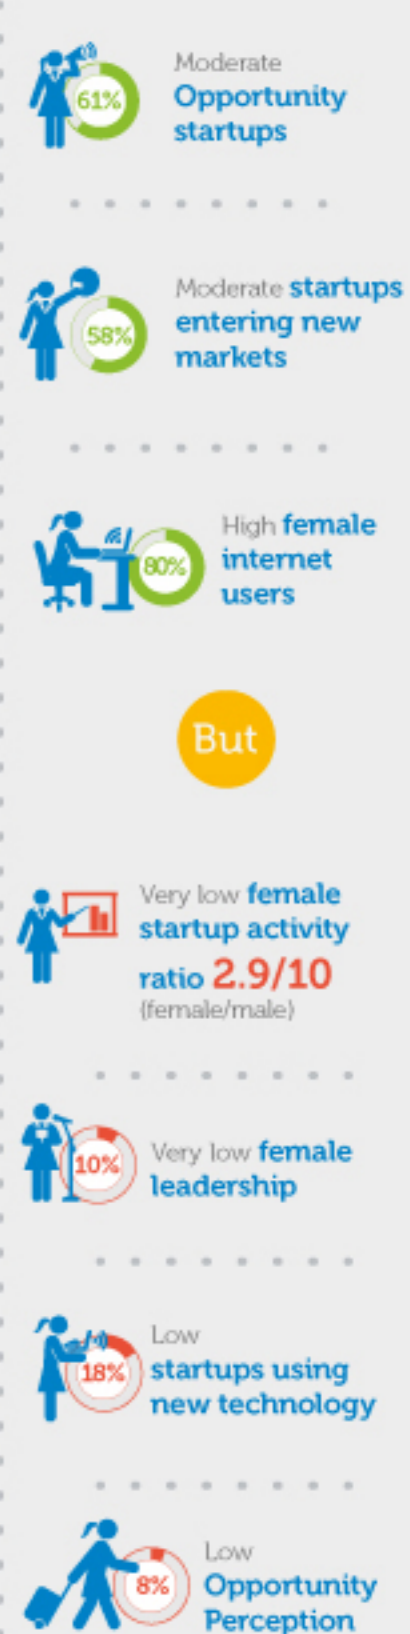 Moderate
Opportunity
startups
61%
Moderate startups
entering new
markets
58%
High female
internet
users
80%
But
Very low female
startup activity
ratio 2.9/10
(female/male)
Very low female
leadership
10%
Low
startups using
new technology
18%
Low
Opportunity
Perception
8%